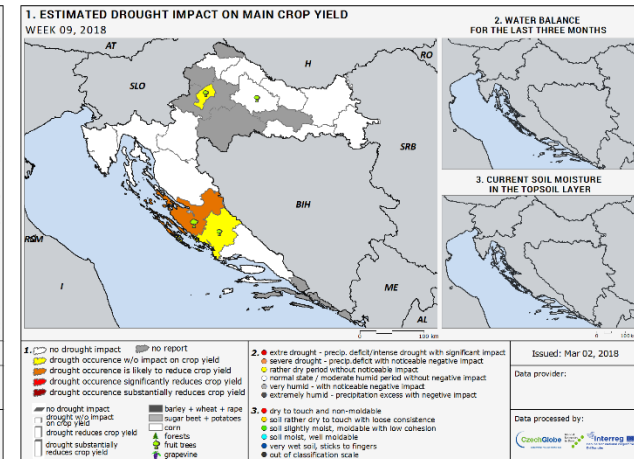 1. ESTIMATED DROUGHT IMPACT ON MAIN CROP YIELD
WEEK 09, 2018
AT
H
RO
SLO
SRB
BIH
RSM
I
ME
AL
0 100 km
2. WATER BALANCE
FOR THE LAST THREE MONTHS
3. CURRENT SOIL MOISTURE
IN THE TOPSOIL LAYER
0 100 km
1. no drought impact no report
drougth occurence w/o impact on crop yield
drought occurence is likely to reduce crop yield
drought occurence significantly reduces crop yield
drought occurence substantially reduces crop yield
no drought impact
drought w/o impact
on crop yield
drought reduces crop yield
drought substantially
reduces crop yield
barley + wheat + rape
sugar beet + potatoes
corn
forests
fruit trees
grapevine
2. extre drought - precip. deficit/intense drought with significant impact
severe drought - precip.deficit with noticeable negative impact
rather dry period without noticeable impact
normal state / moderate humid period without negative impact
very humid - with noticeable negative impact
extremely humid - precipitation excess with negetive impact
3. dry to touch and non-moldable
soil rather dry to touch with loose consistence
soil slightly moist, moldable with low cohesion
soil moist, well moldable
very wet soil, sticks to fingers
out of classification scale
Issued: Mar 02, 2018
Data provider:
Data processed by:
CzechGlobe
Interreg